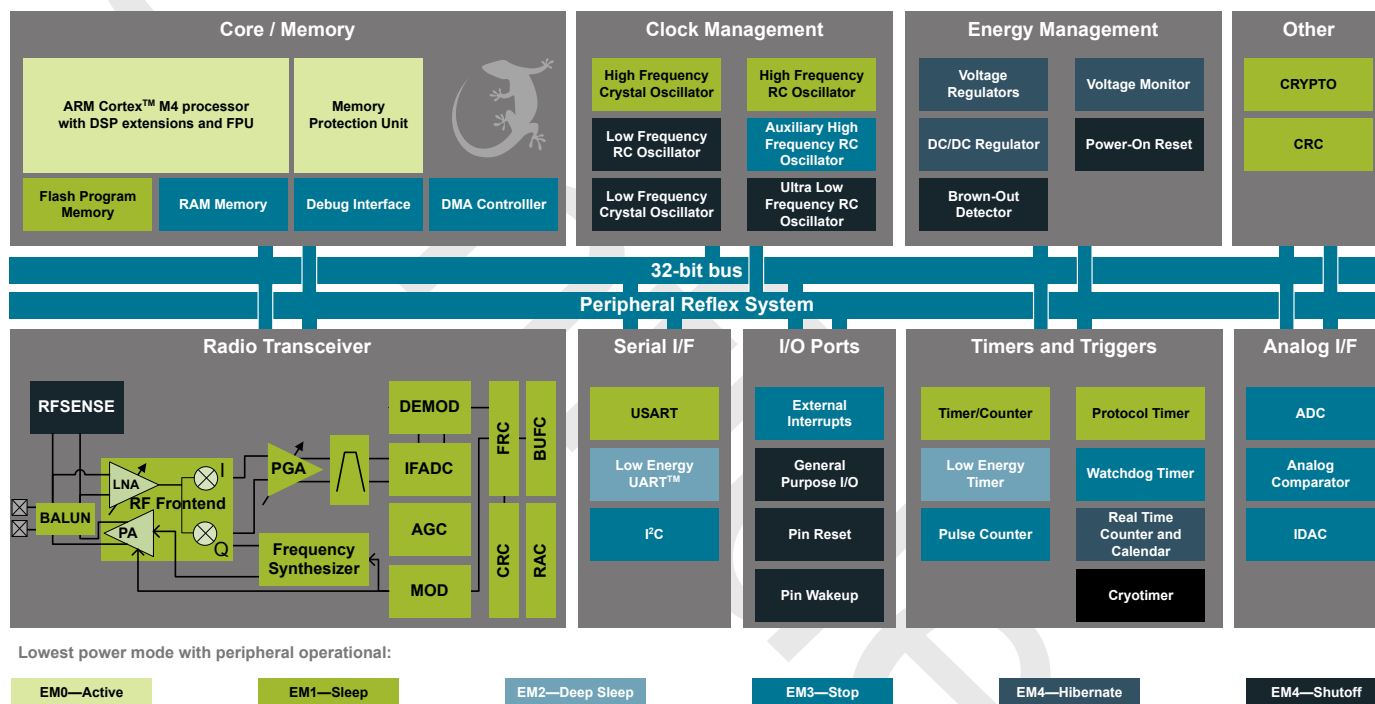 Core / Memory
ARM Cortex™ M4 processor
with DSP extensions and FPU
Memory
Protection Unit
Flash Program
Memory
RAM Memory
Debug Interface
DMA Controlller
Clock Management
High Frequency
Crystal Oscillator
High Frequency
RC Oscillator
Low Frequency
RC Oscillator
Auxiliary High
Frequency RC
Oscillator
Low Frequency
Crystal Oscillator
Ultra Low
Frequency RC
Oscillator
Energy Management
Voltage
Regulators
Voltage Monitor
DC/DC Regulator
Power-On Reset
Brown-Out
Detector
Other
CRYPTO
CRC
32-bit bus
Peripheral Reflex System
Radio Transceiver
RFSENSE
BALUN
LNA
RF Frontend
PA
I
Q
PGA
Frequency
Synthesizer
DEMOD
IFADC
AGC
MOD
FRC
BUFC
CRC
RAC
Serial I/F
USART
Low Energy
UART™
I²C
I/O Ports
External
Interrupts
General
Purpose I/O
Pin Reset
Pin Wakeup
Timers and Triggers
Timer/Counter
Protocol Timer
Low Energy
Timer
Watchdog Timer
Pulse Counter
Real Time
Counter and
Calendar
Cryotimer
Analog I/F
ADC
Analog
Comparator
IDAC
Lowest power mode with peripheral operational:
EM0—Active
EM1—Sleep
EM2—Deep Sleep
EM3—Stop
EM4—Hibernate
EM4—Shutoff